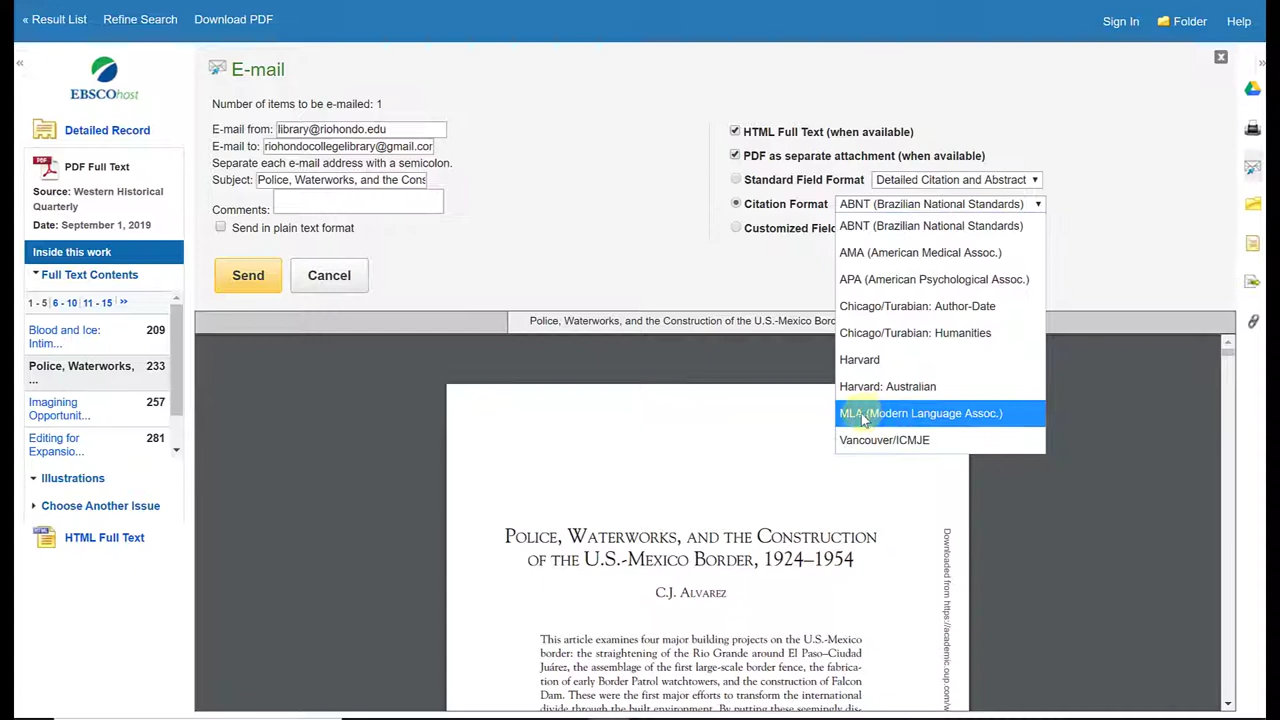 « Result List Refine Search Download PDF Sign In Folder Help
«
»
EBSCOhost
Detailed Record
PDF
PDF Full Text
Source: Western Historical
Quarterly
Date: September 1, 2019
Inside this work
Full Text Contents
1 - 5 6 - 10 11 - 15 »
Blood and Ice: 209
Intim...
Police, Waterworks, 233
...
Imagining 257
Opportunit...
Editing for 281
Expansio...
Illustrations
Choose Another Issue
HTML Full Text
E-mail
Number of items to be e-mailed: 1
E-mail from: library@riohondo.edu
E-mail to: riohondocollegelibrary@gmail.cor
Separate each e-mail address with a semicolon.
Subject: Police, Waterworks, and the Cons
Comments:
Send in plain text format
Send Cancel
HTML Full Text (when available)
PDF as separate attachment (when available)
Standard Field Format Detailed Citation and Abstract
Citation Format ABNT (Brazilian National Standards)
Customized Field
ABNT (Brazilian National Standards)
AMA (American Medical Assoc.)
APA (American Psychological Assoc.)
Chicago/Turabian: Author-Date
Chicago/Turabian: Humanities
Harvard
Harvard: Australian
MLA (Modern Language Assoc.)
Vancouver/ICMJE
Police, Waterworks, and the Construction of the U.S.-Mexico Bord
Police, Waterworks, and the Construction
of the U.S.-Mexico Border, 1924–1954
C.J. Alvarez
This article examines four major building projects on the U.S.-Mexico
border: the straightening of the Rio Grande around El Paso–Ciudad
Juárez, the assemblage of the first large-scale border fence, the fabrica-
tion of early Border Patrol watchtowers, and the construction of Falcon
Dam. These were the first major efforts to transform the international
divide through the built environment. By putting these seemingly dis-
Downloaded from https://academic.oup.com/w